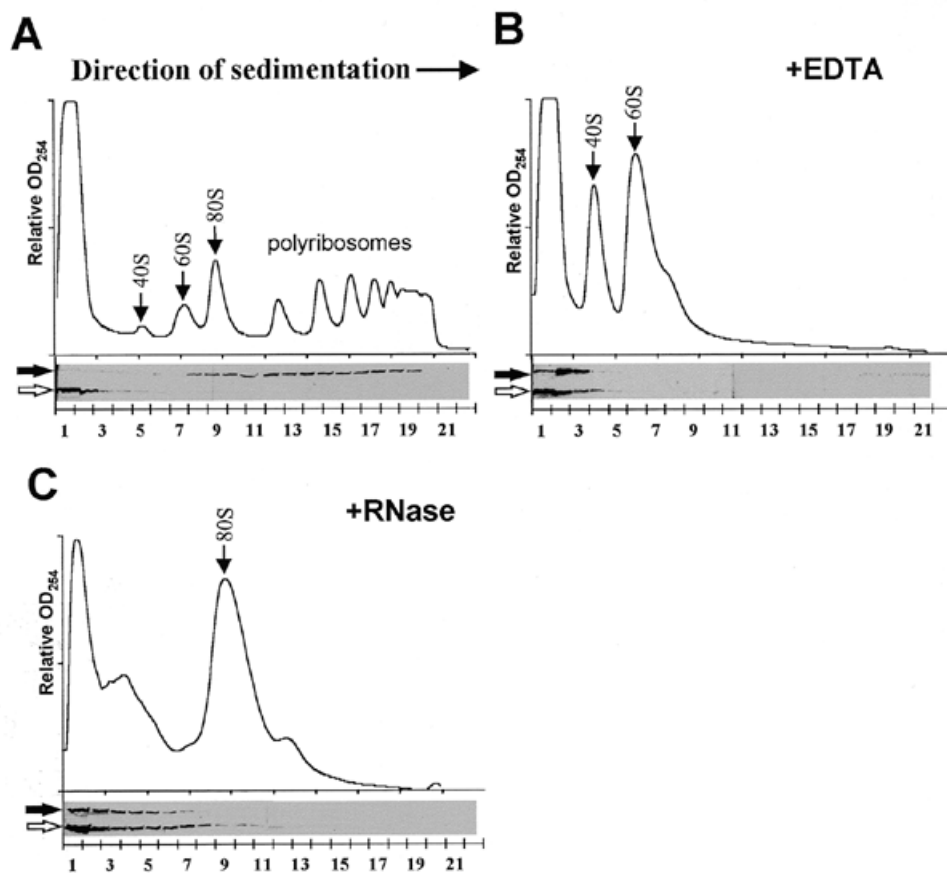 A
Direction of sedimentation
Relative OD254
40S
60S
80S
polyribosomes
1 3 5 7 9 11 13 15 17 19 21
B
+EDTA
Relative OD254
40S
60S
1 3 6 9 11 13 15 17 19 21
C
+RNase
Relative OD254
80S
1 3 5 7 9 11 13 15 17 19 21